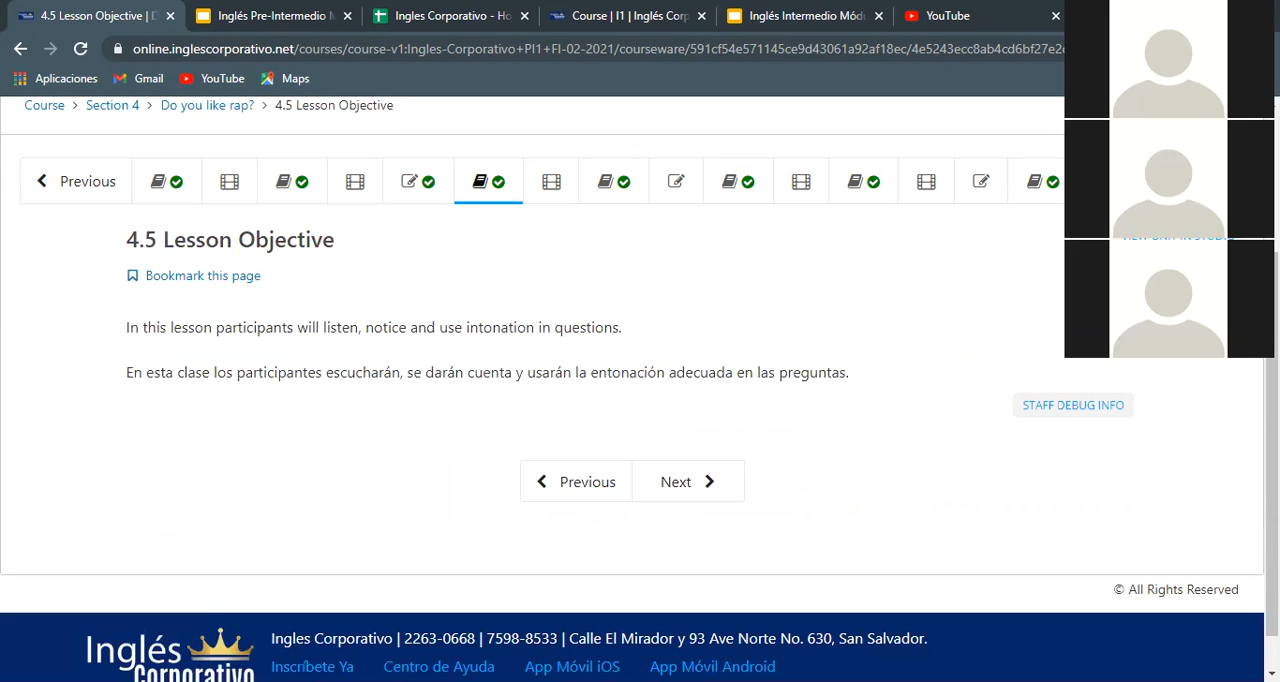 4.5 Lesson Objective | D
Inglés Pre-Intermedio M
Ingles Corporativo - Ho
Course | I1 | Inglés Corp
Inglés Intermedio Módu
YouTube
online.inglescorporativo.net/courses/course-v1:Ingles-Corporativo+PI1+FI-02-2021/courseware/591cf54e571145ce9d43061a92af18ec/4e5243ecc8ab4cd6bf27e2
Aplicaciones Gmail YouTube Maps
Course > Section 4 > Do you like rap? > 4.5 Lesson Objective
Previous
4.5 Lesson Objective
Bookmark this page
In this lesson participants will listen, notice and use intonation in questions.
En esta clase los participantes escucharán, se darán cuenta y usarán la entonación adecuada en las preguntas.
STAFF DEBUG INFO
Previous Next
© All Rights Reserved
Inglés Corporativo
Ingles Corporativo | 2263-0668 | 7598-8533 | Calle El Mirador y 93 Ave Norte No. 630, San Salvador.
Inscríbete Ya Centro de Ayuda App Móvil iOS App Móvil Android